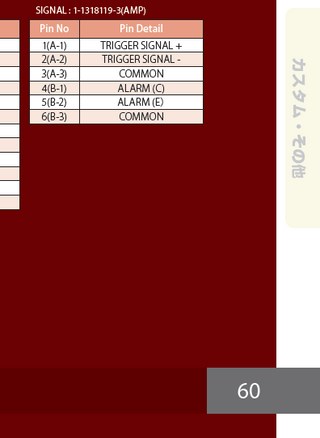 SIGNAL : 1-1318119-3(AMP)
Pin No Pin Detail
1(A-1) TRIGGER SIGNAL +
2(A-2) TRIGGER SIGNAL -
3(A-3) COMMON
4(B-1) ALARM (C)
5(B-2) ALARM (E)
6(B-3) COMMON
カスタム・その他
60